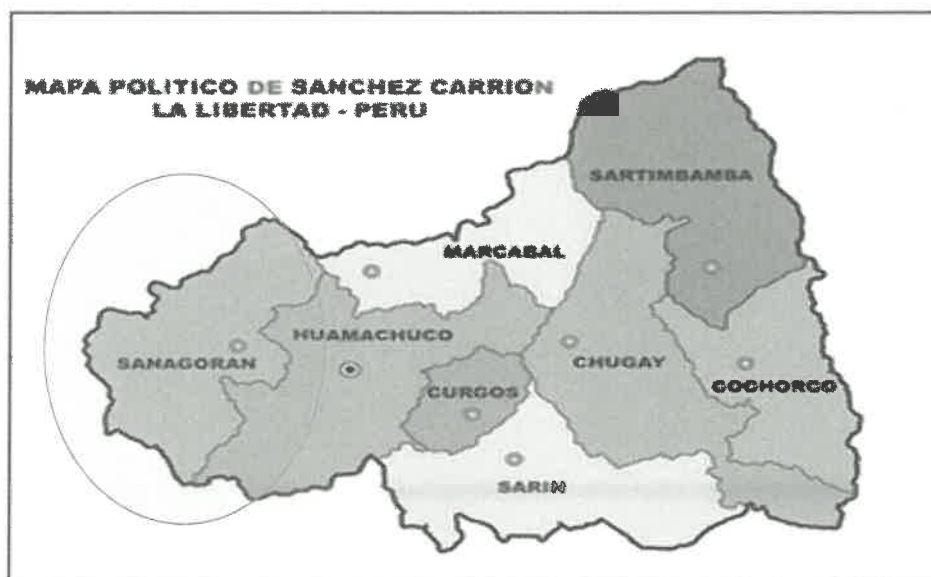 MAPA POLITICO DE SANCHEZ CARRION
LA LIBERTAD - PERU
SARTIMBAMBA
MARCABAL
HUAMACHUCO
SANAGORAN
CHUGAY
CURGOS
COCHORCO
SARIN